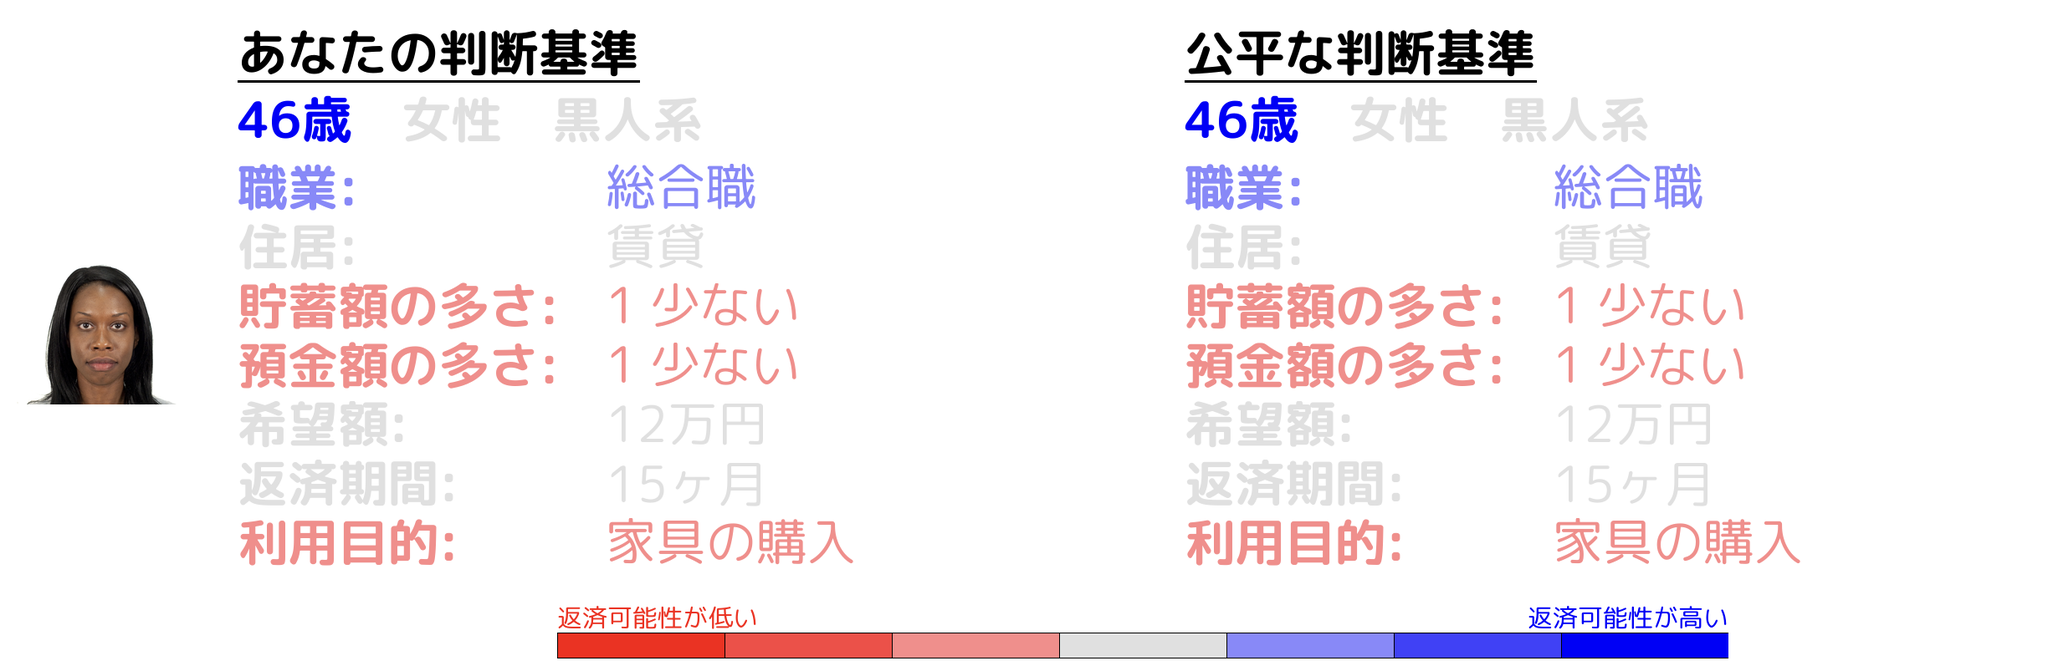 あなたの判断基準
46歳 女性 黒人系
職業: 総合職
住居: 賃貸
貯蓄額の多さ: 1 少ない
預金額の多さ: 1 少ない
希望額: 12万円
返済期間: 15ヶ月
利用目的: 家具の購入
公平な判断基準
46歳 女性 黒人系
職業: 総合職
住居: 賃貸
貯蓄額の多さ: 1 少ない
預金額の多さ: 1 少ない
希望額: 12万円
返済期間: 15ヶ月
利用目的: 家具の購入
返済可能性が低い
返済可能性が高い